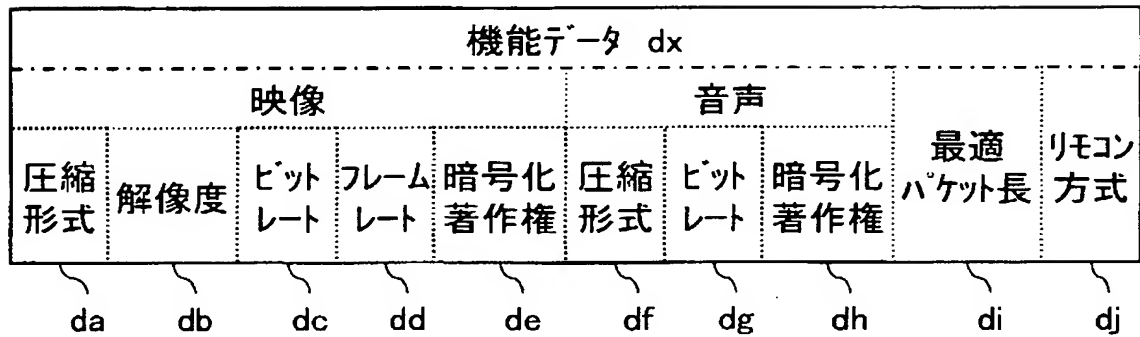 機能データ dx
映像
音声
圧縮
形式
解像度
ビット
レート
フレーム
レート
暗号化
著作権
圧縮
形式
ビット
レート
暗号化
著作権
最適
パケット長
リモコン
方式
da db dc dd de df dg dh di dj